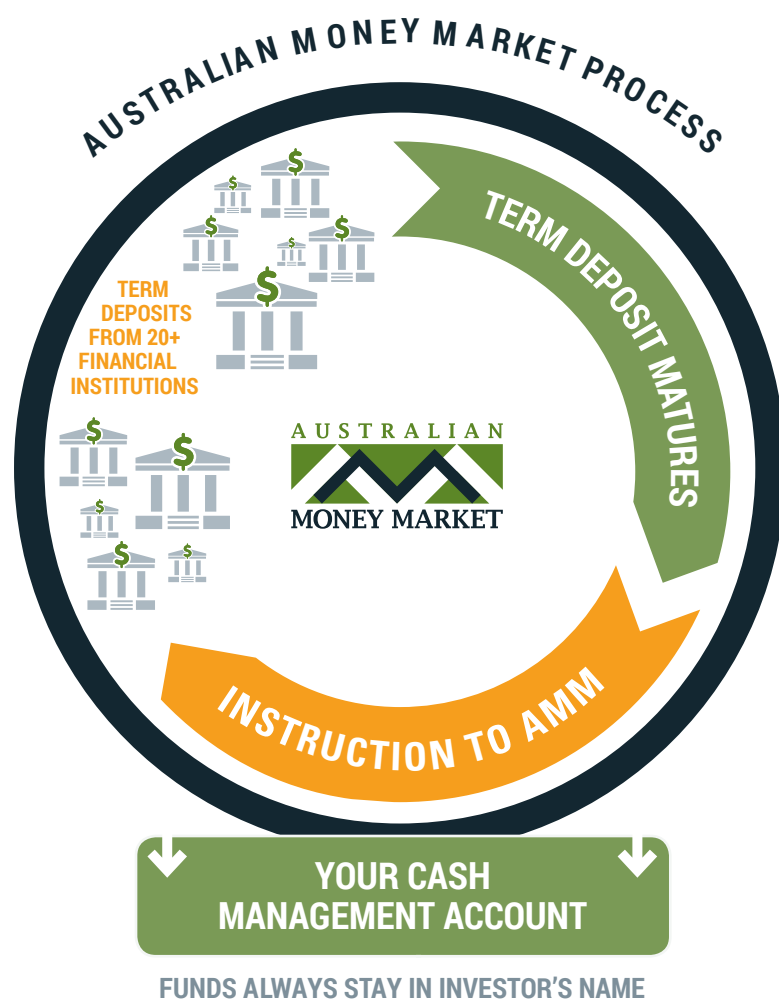 AUSTRALIAN MONEY MARKET PROCESS
TERM DEPOSIT MATURES
TERM
DEPOSITS
FROM 20+
FINANCIAL
INSTITUTIONS
AUSTRALIAN
MONEY MARKET
INSTRUCTION TO AMM
YOUR CASH
MANAGEMENT ACCOUNT
FUNDS ALWAYS STAY IN INVESTOR'S NAME